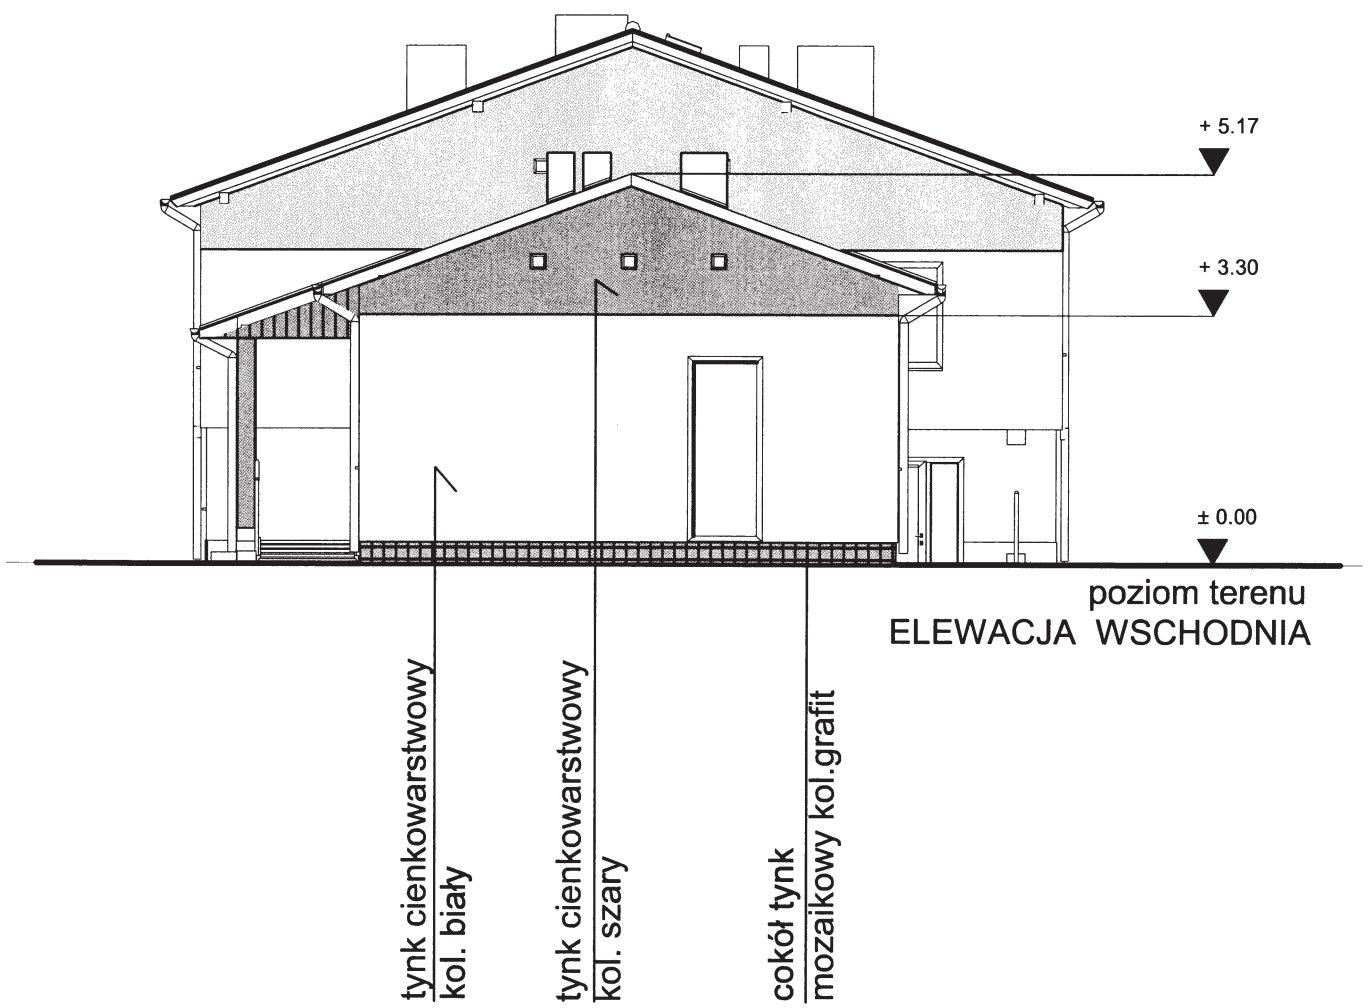 + 5.17
+ 3.30
± 0.00
poziom terenu
ELEWACJA WSCHODNIA
tynk cienkowarstwowy
kol. biały
tynk cienkowarstwowy
kol. szary
cokół tynk
mozaikowy kol.grafit